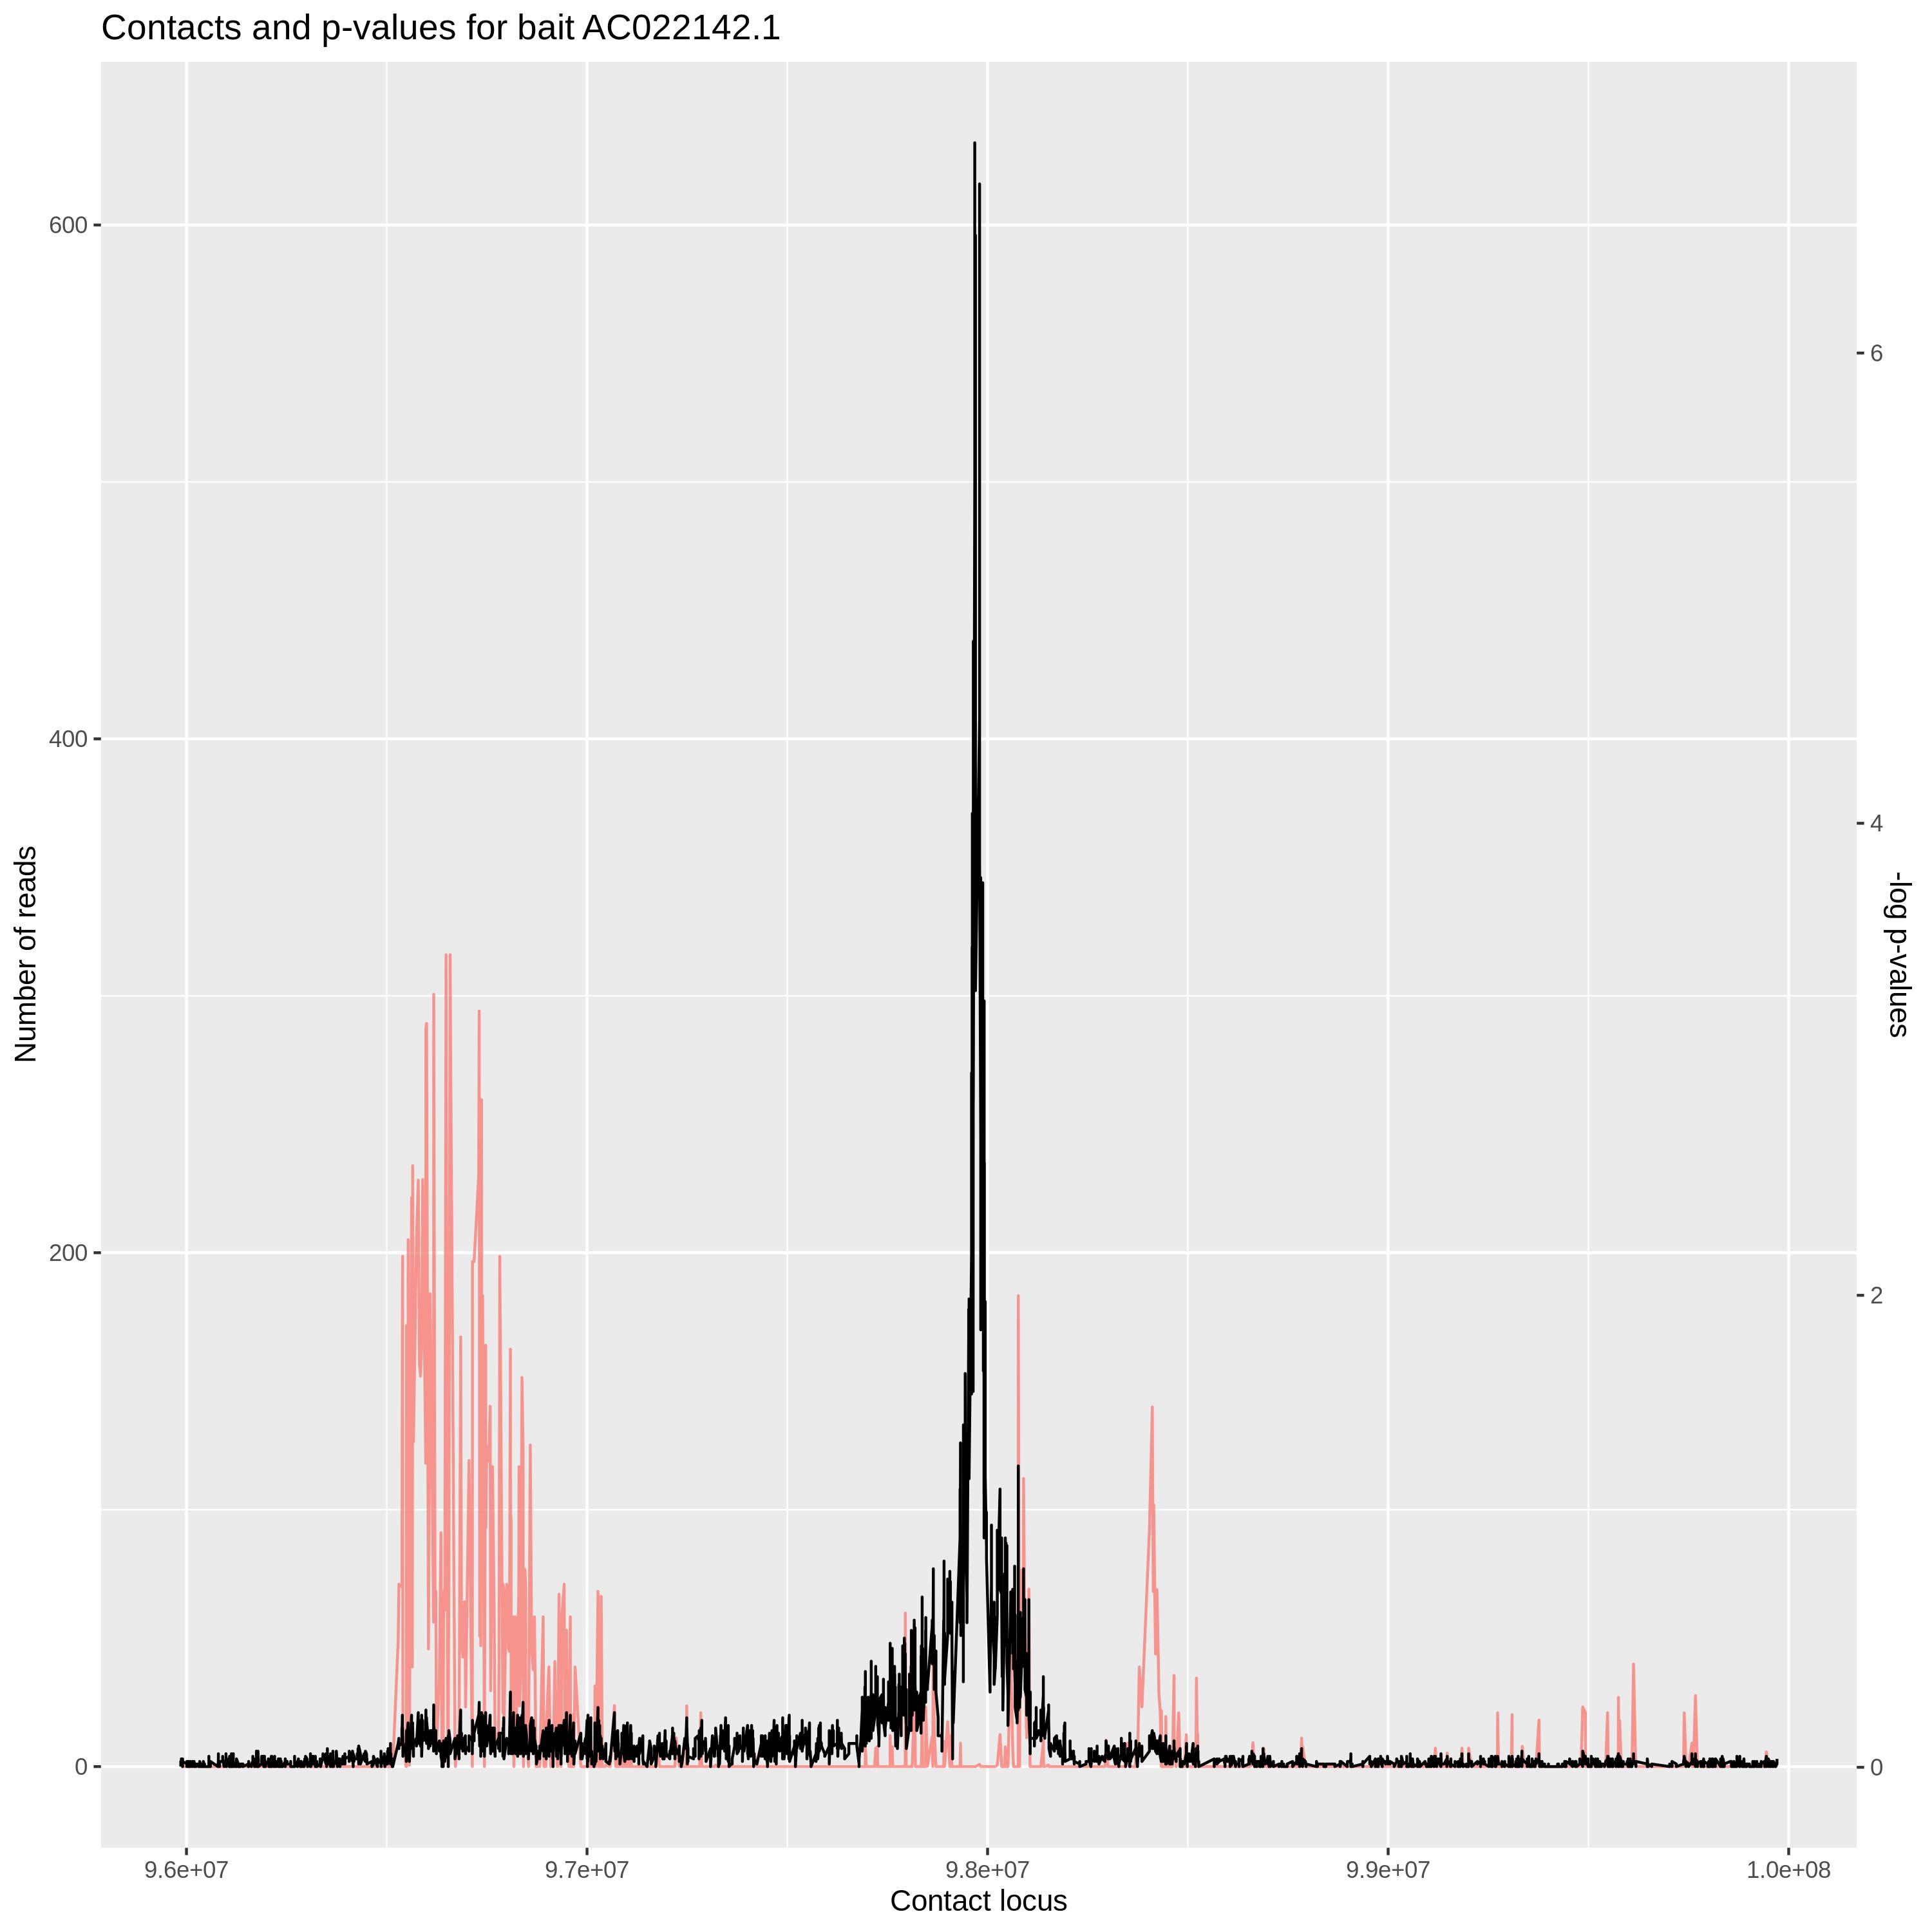 Contacts and p-values for bait AC022142.1
600
400
200
0
Number of reads
6
4
2
0
-log p-values
9.6e+07 9.7e+07 9.8e+07 9.9e+07 1.0e+08
Contact locus